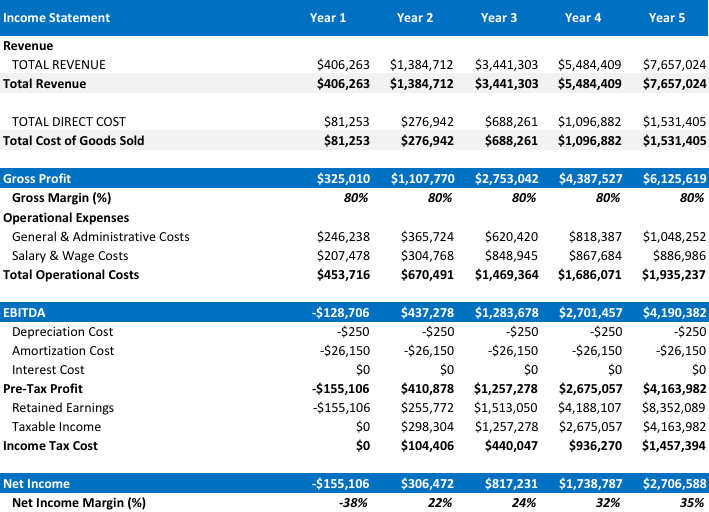 Income Statement Year 1 Year 2 Year 3 Year 4 Year 5
Revenue
TOTAL REVENUE $406,263 $1,384,712 $3,441,303 $5,484,409 $7,657,024
Total Revenue $406,263 $1,384,712 $3,441,303 $5,484,409 $7,657,024
TOTAL DIRECT COST $81,253 $276,942 $688,261 $1,096,882 $1,531,405
Total Cost of Goods Sold $81,253 $276,942 $688,261 $1,096,882 $1,531,405
Gross Profit $325,010 $1,107,770 $2,753,042 $4,387,527 $6,125,619
Gross Margin (%) 80% 80% 80% 80% 80%
Operational Expenses
General & Administrative Costs $246,238 $365,724 $620,420 $818,387 $1,048,252
Salary & Wage Costs $207,478 $304,768 $848,945 $867,684 $886,986
Total Operational Costs $453,716 $670,491 $1,469,364 $1,686,071 $1,935,237
EBITDA -$128,706 $437,278 $1,283,678 $2,701,457 $4,190,382
Depreciation Cost -$250 -$250 -$250 -$250 -$250
Amortization Cost -$26,150 -$26,150 -$26,150 -$26,150 -$26,150
Interest Cost $0 $0 $0 $0 $0
Pre-Tax Profit -$155,106 $410,878 $1,257,278 $2,675,057 $4,163,982
Retained Earnings -$155,106 $255,772 $1,513,050 $4,188,107 $8,352,089
Taxable Income $0 $298,304 $1,257,278 $2,675,057 $4,163,982
Income Tax Cost $0 $104,406 $440,047 $936,270 $1,457,394
Net Income -$155,106 $306,472 $817,231 $1,738,787 $2,706,588
Net Income Margin (%) -38% 22% 24% 32% 35%